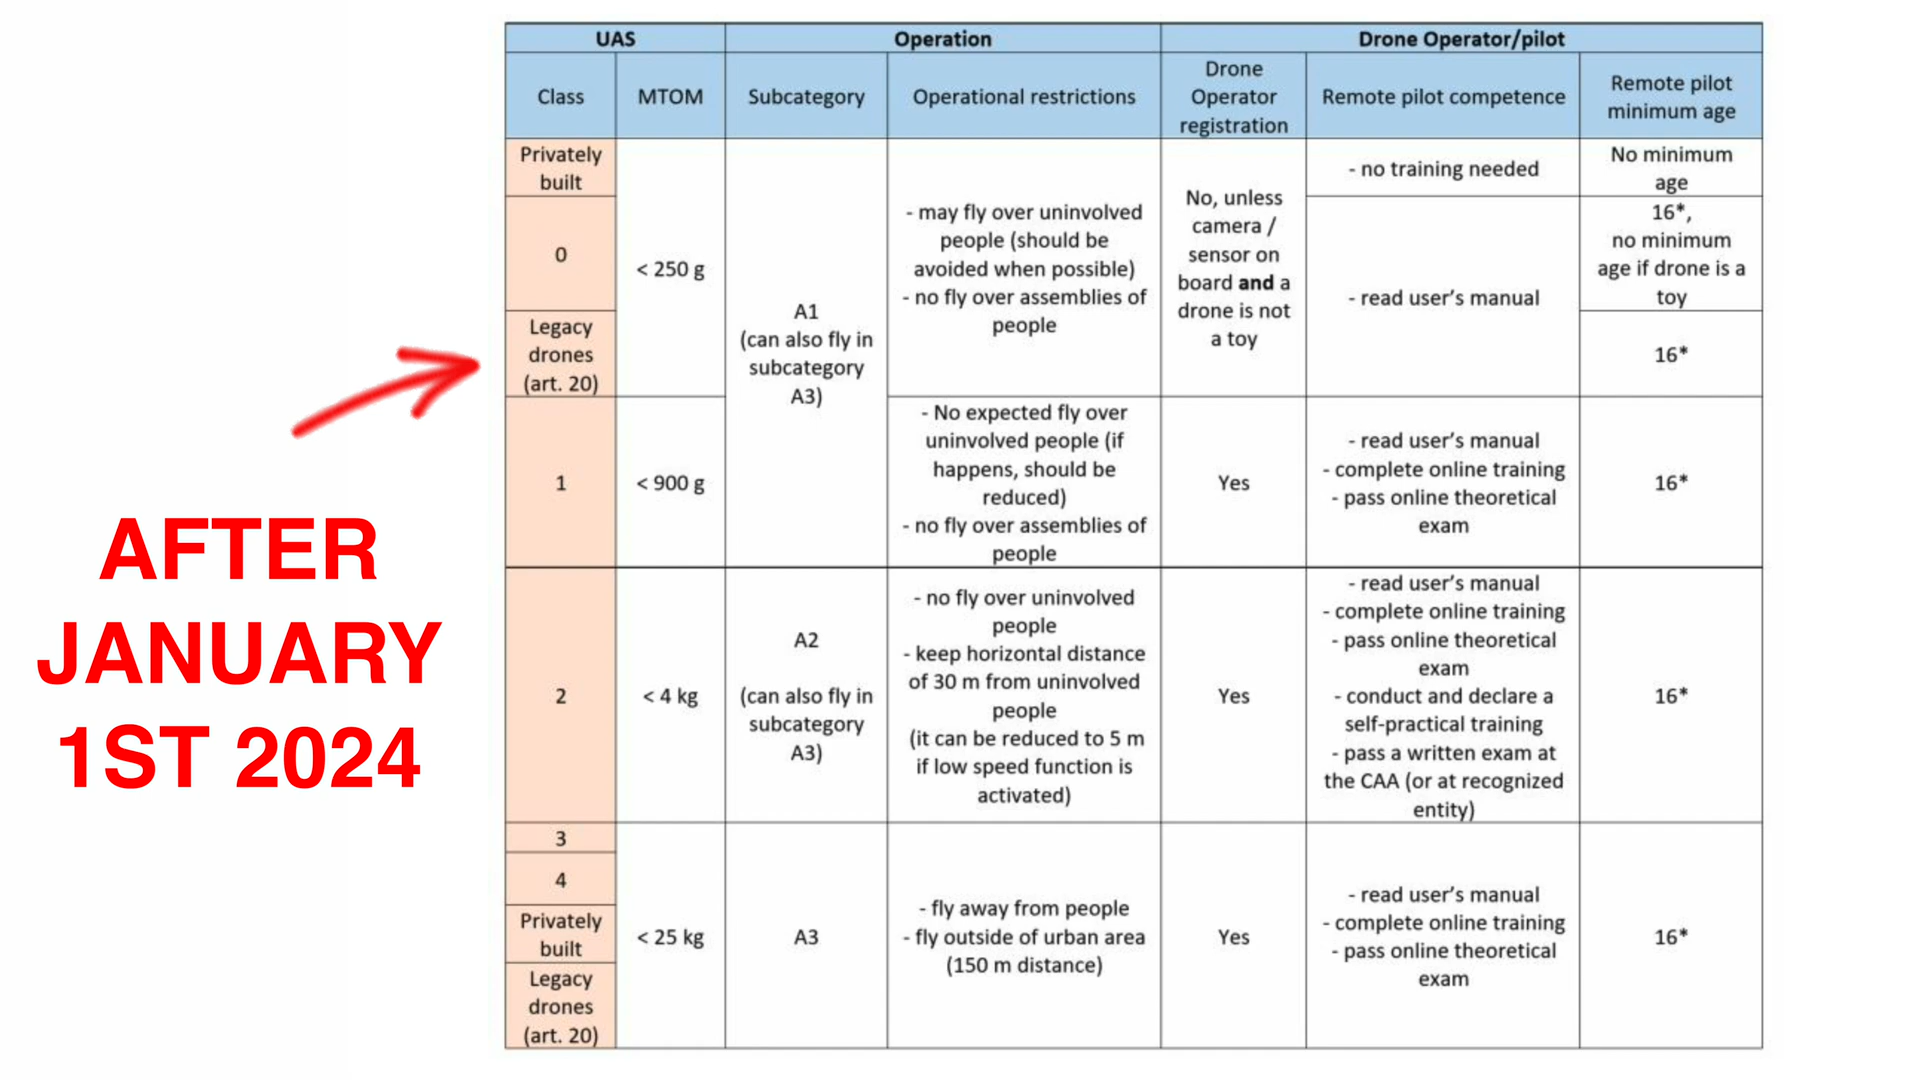 AFTER
JANUARY
1ST 2024
UAS
Operation
Drone Operator/pilot
Class
MTOM
Subcategory
Operational restrictions
Drone
Operator
registration
Remote pilot competence
Remote pilot
minimum age
Privately
built
< 250 g
A1
(can also fly in
subcategory
A3)
- may fly over uninvolved
people (should be
avoided when possible)
- no fly over assemblies of
people
No, unless
camera /
sensor on
board and a
drone is not
a toy
- no training needed
No minimum
age
0
- read user's manual
16*,
no minimum
age if drone is a
toy
Legacy
drones
(art. 20)
16*
1
< 900 g
- No expected fly over
uninvolved people (if
happens, should be
reduced)
- no fly over assemblies of
people
Yes
- read user's manual
- complete online training
- pass online theoretical
exam
16*
2
< 4 kg
A2
(can also fly in
subcategory
A3)
- no fly over uninvolved
people
- keep horizontal distance
of 30 m from uninvolved
people
(it can be reduced to 5 m
if low speed function is
activated)
Yes
- read user's manual
- complete online training
- pass online theoretical
exam
- conduct and declare a
self-practical training
- pass a written exam at
the CAA (or at recognized
entity)
16*
3
4
Privately
built
Legacy
drones
(art. 20)
< 25 kg
A3
- fly away from people
- fly outside of urban area
(150 m distance)
Yes
- read user's manual
- complete online training
- pass online theoretical
exam
16*